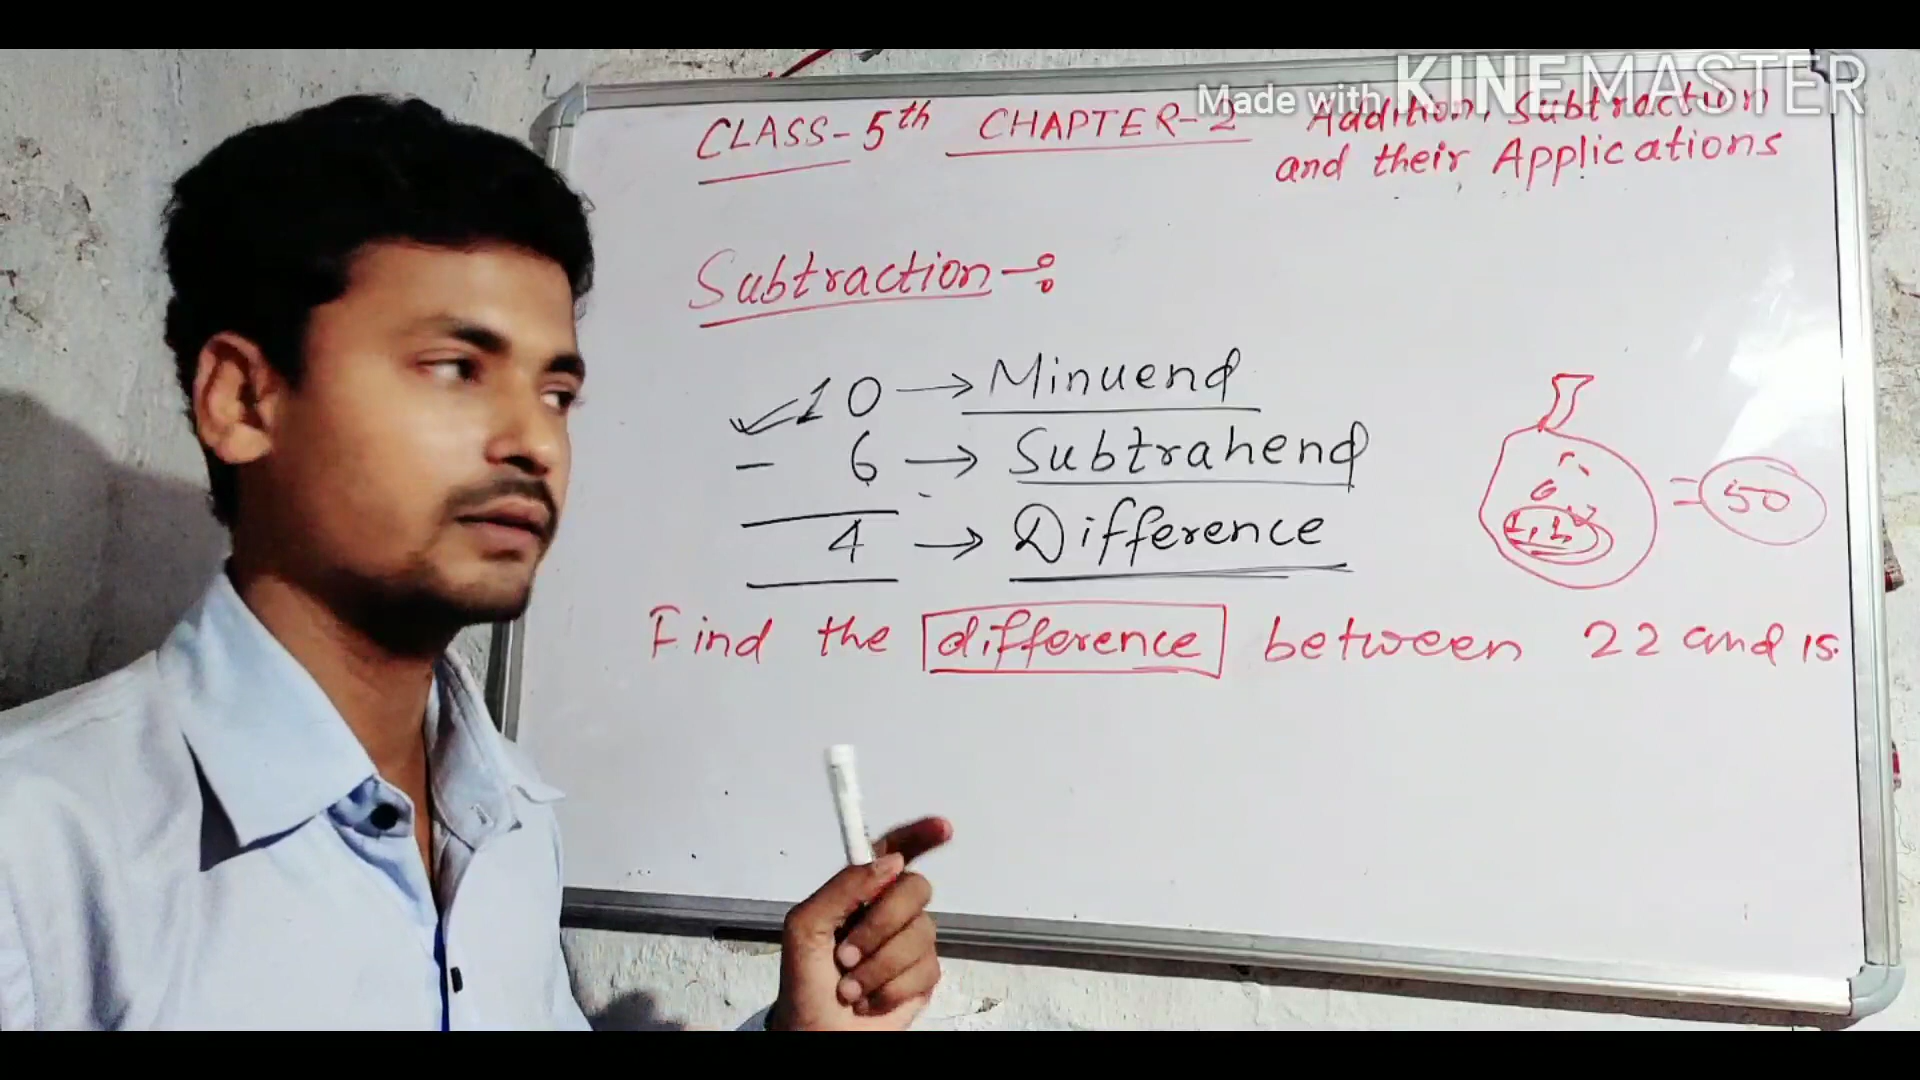 Made with KINEMASTER
CLASS-5th CHAPTER-2 Addition, Subtraction
and their Applications
Subtraction-:
10 → Minuend
- 6 → Subtrahend
4 → Difference
= 50
Find the difference between 22 and 15.